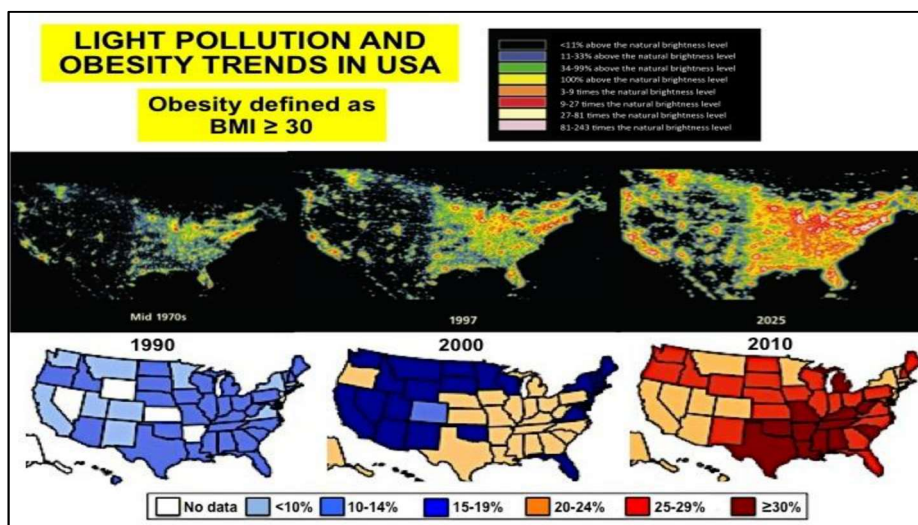 LIGHT POLLUTION AND
OBESITY TRENDS IN USA
Obesity defined as
BMI ≥ 30
<11% above the natural brightness level
11-33% above the natural brightness level
34-99% above the natural brightness level
100% above the natural brightness level
3-9 times the natural brightness level
9-27 times the natural brightness level
27-81 times the natural brightness level
81-243 times the natural brightness level
Mid 1970s
1997
2025
1990
2000
2010
No data
<10%
10-14%
15-19%
20-24%
25-29%
≥30%